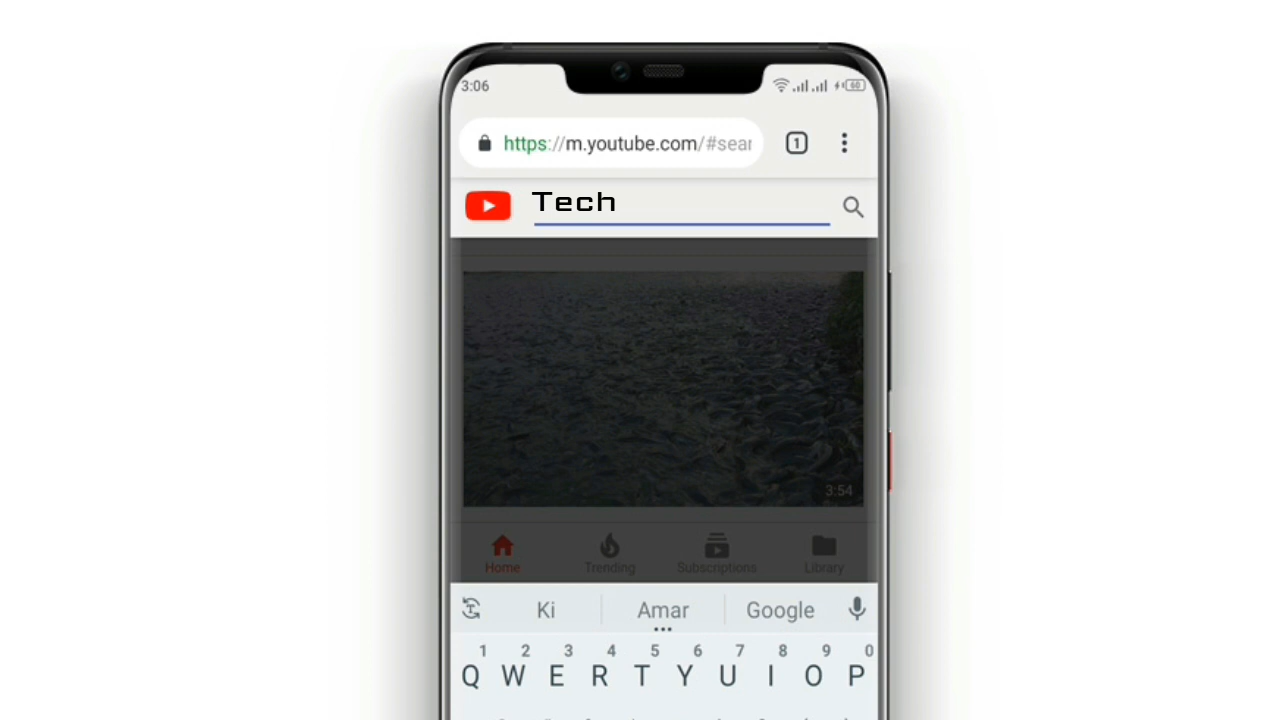 3:06
60
https://m.youtube.com/#sear
1
Tech
3:54
Home Trending Subscriptions Library
Ki Amar Google
1 2 3 4 5 6 7 8 9 0
Q W E R T Y U I O P